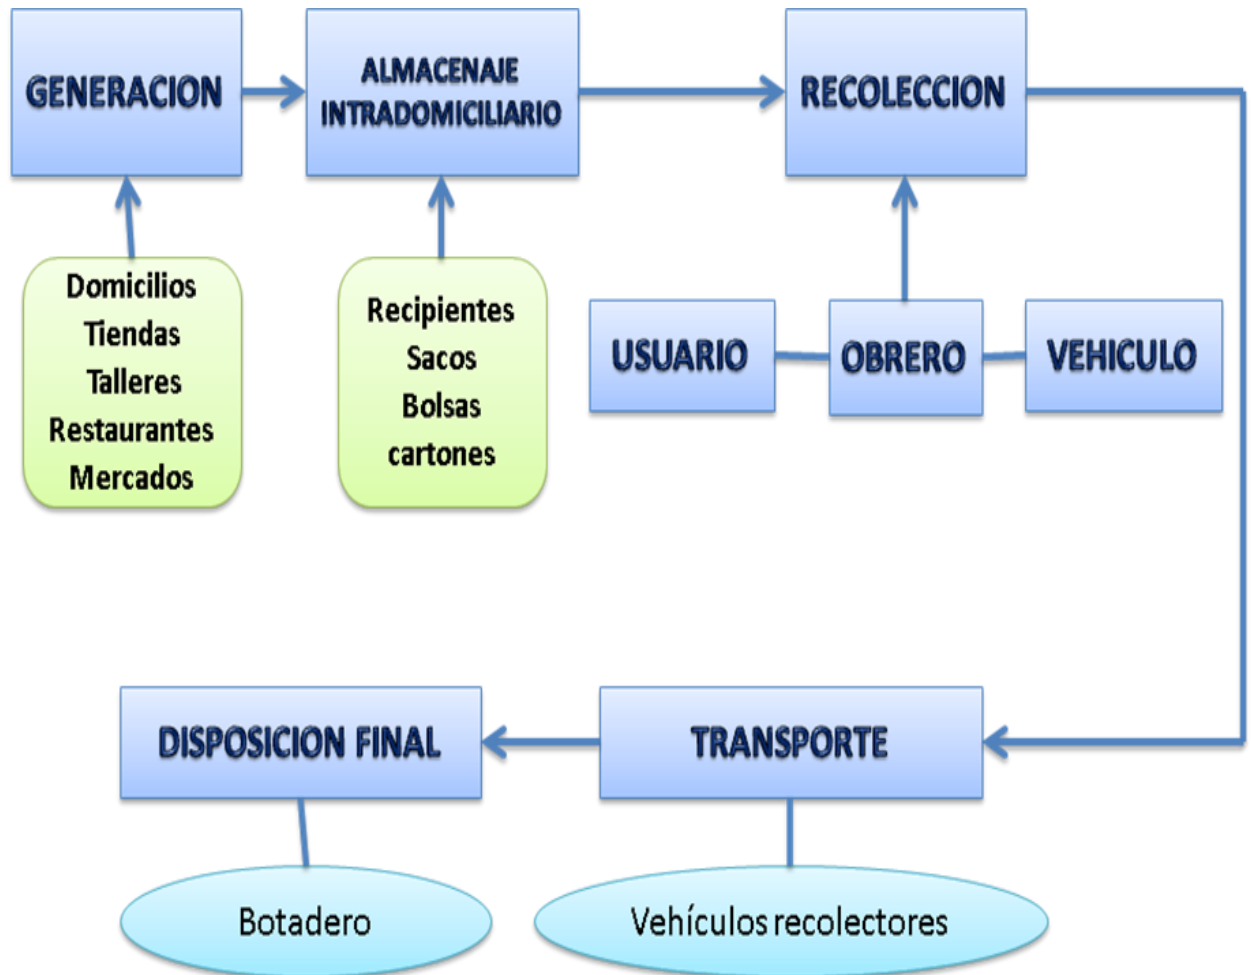 GENERACION
ALMACENAJE
INTRADOMICILIARIO
RECOLECCION
Domicilios
Tiendas
Talleres
Restaurantes
Mercados
Recipientes
Sacos
Bolsas
cartones
USUARIO
OBRERO
VEHICULO
DISPOSICION FINAL
TRANSPORTE
Botadero
Vehículos recolectores